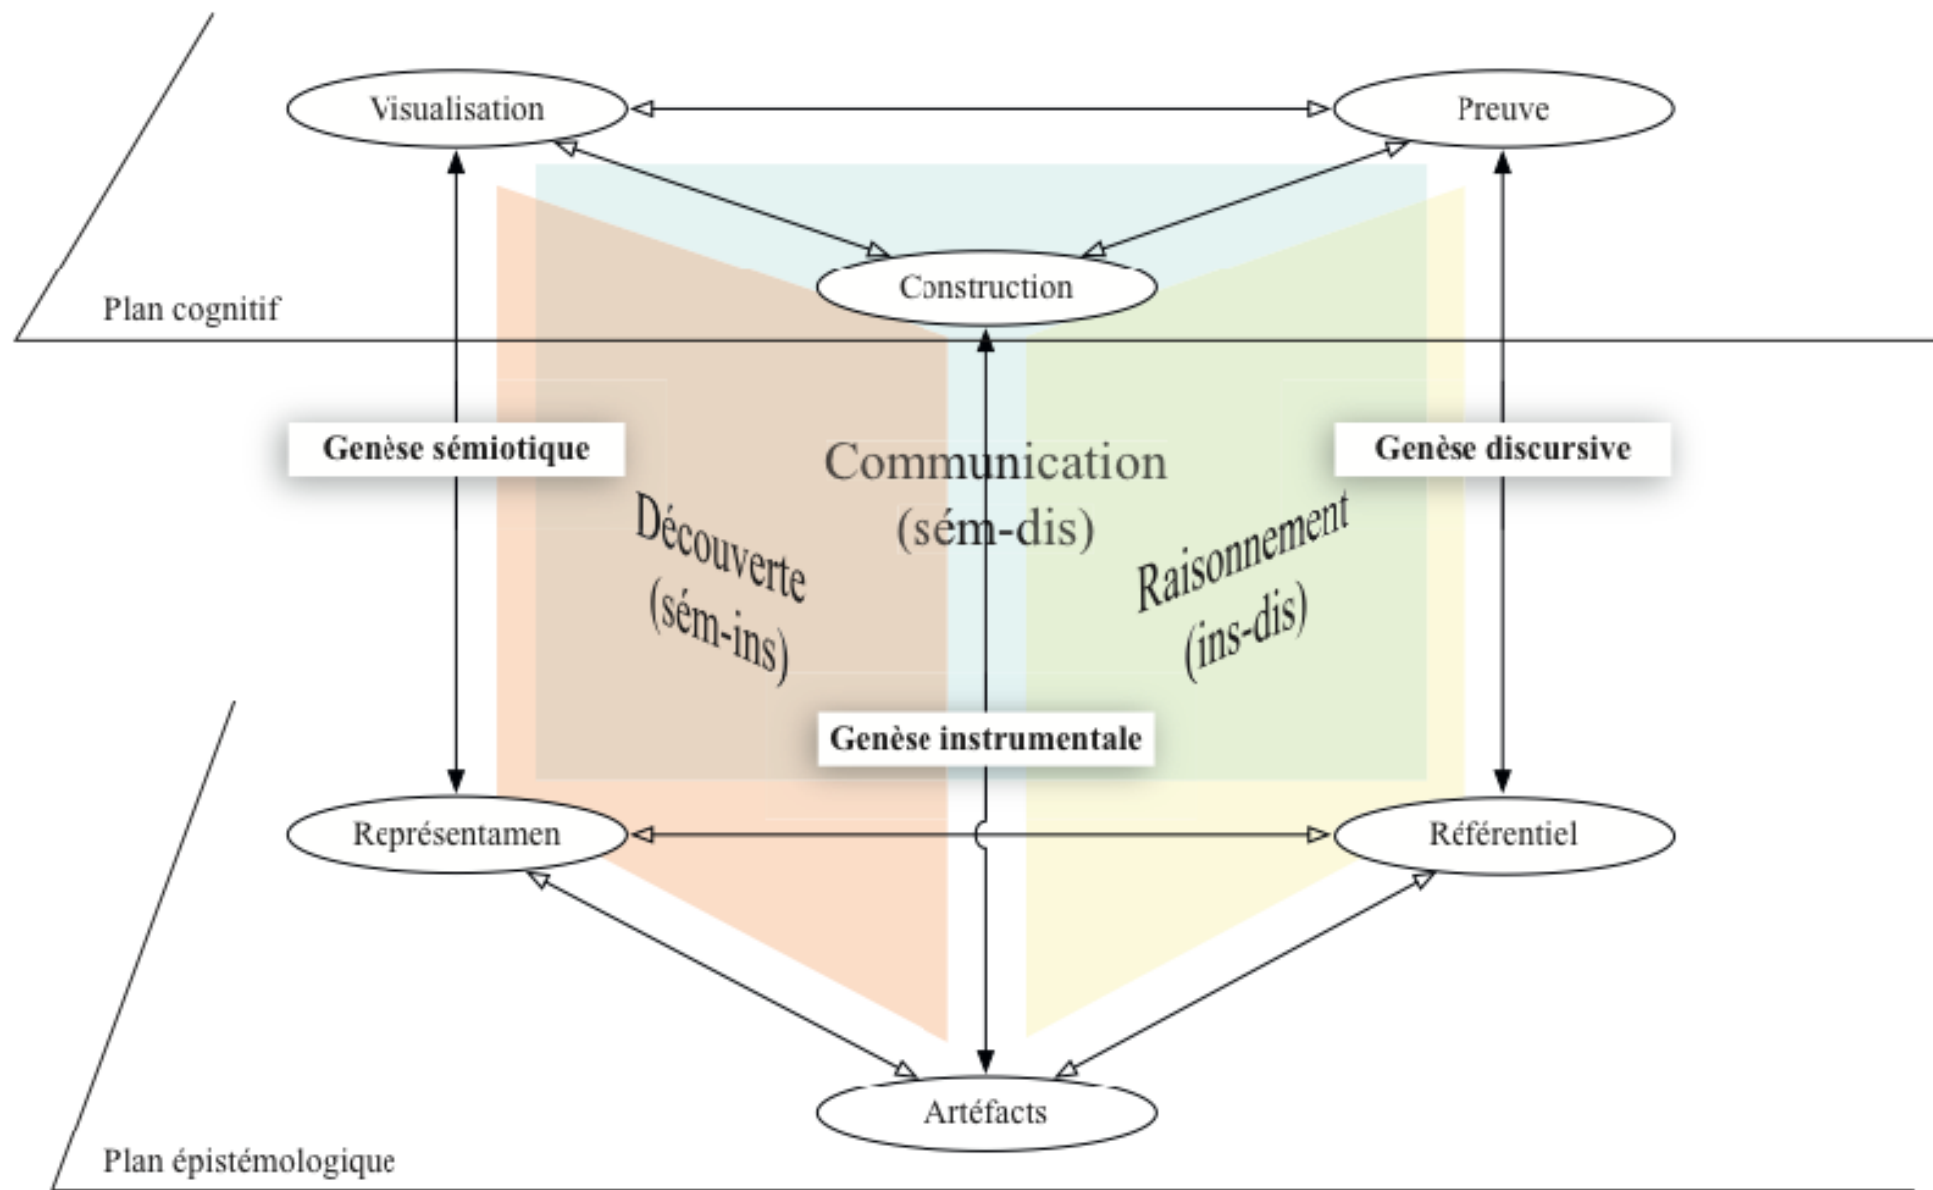 Visualisation
Preuve
Construction
Plan cognitif
Genèse sémiotique
Genèse discursive
Communication
(sém-dis)
Découverte
(sém-ins)
Raisonnement
(ins-dis)
Genèse instrumentale
Représentamen
Référentiel
Artéfacts
Plan épistémologique